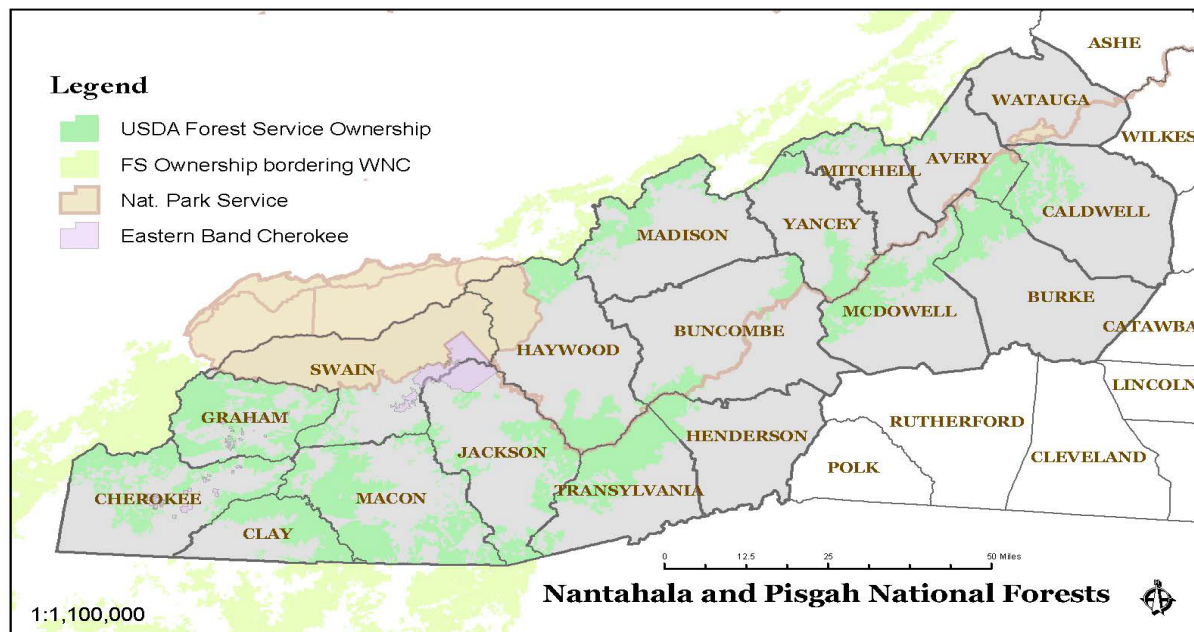 Legend
USDA Forest Service Ownership
FS Ownership bordering WNC
Nat. Park Service
Eastern Band Cherokee
ASHE
WATAUGA
WILKES
AVERY
MITCHELL
CALDWELL
YANCEY
MADISON
BURKE
MCDOWELL
BUNCOMBE
CATAWBA
HAYWOOD
SWAIN
LINCOLN
GRAHAM
RUTHERFORD
HENDERSON
JACKSON
CLEVELAND
POLK
TRANSYLVANIA
CHEROKEE
MACON
CLAY
0 12.5 25 50 Miles
Nantahala and Pisgah National Forests
1:1,100,000